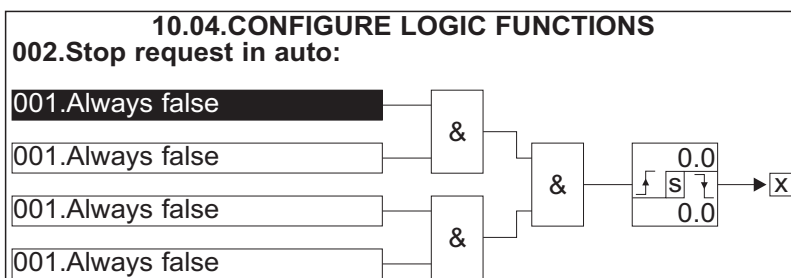 10.04.CONFIGURE LOGIC FUNCTIONS
002.Stop request in auto:
001.Always false
&
001.Always false
&
0.0
S
X
0.0
001.Always false
&
001.Always false